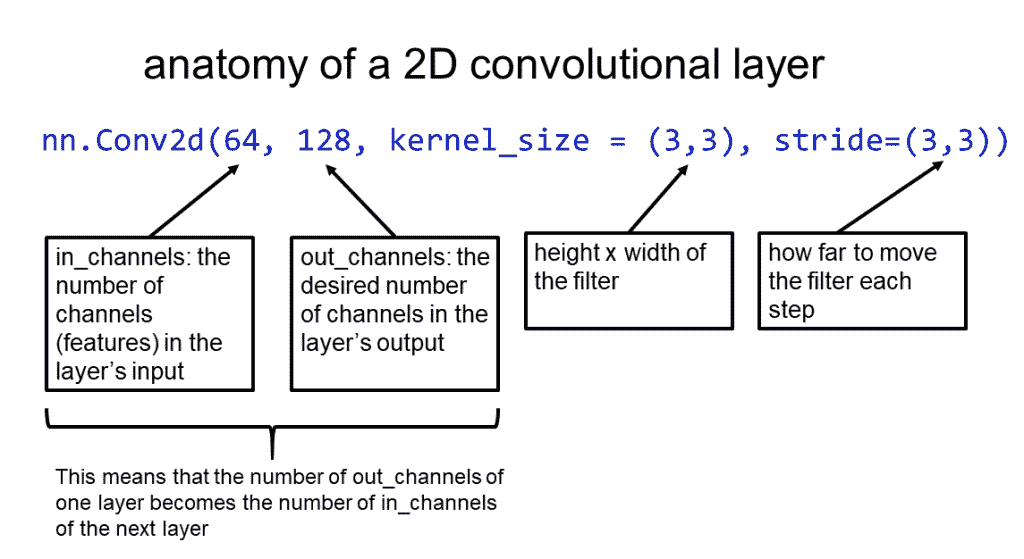 anatomy of a 2D convolutional layer
nn.Conv2d(64, 128, kernel_size = (3,3), stride=(3,3))
in_channels: the
number of
channels
(features) in the
layer’s input
out_channels: the
desired number
of channels in the
layer’s output
height x width of
the filter
how far to move
the filter each
step
This means that the number of out_channels of
one layer becomes the number of in_channels
of the next layer